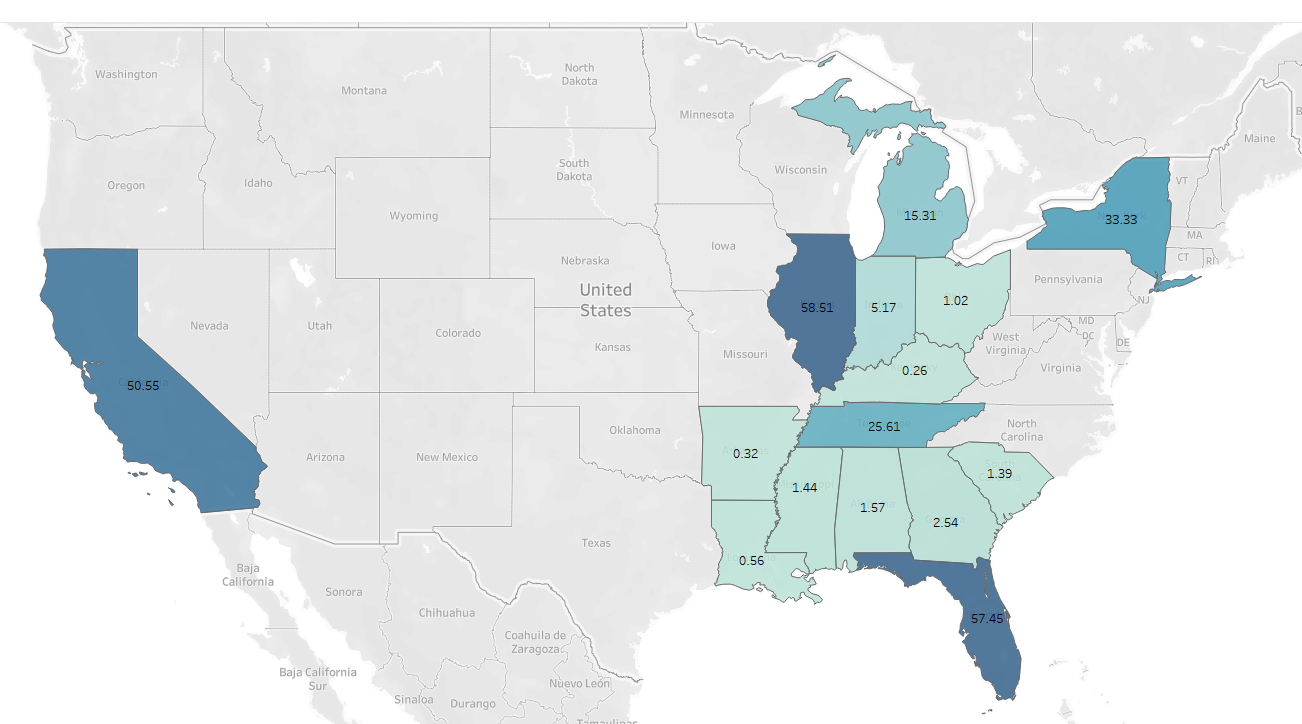 Washington
Montana
North
Dakota
Minnesota
Maine
Oregon
Idaho
South
Dakota
Wisconsin
VT
Wyoming
15.31
33.33
MA
Iowa
CT
RI
Nebraska
Pennsylvania
United
States
58.51
5.17
1.02
NJ
Nevada
Utah
Colorado
Kansas
Missouri
West
Virginia
MD
DC
DE
Virginia
50.55
0.26
Oklahoma
25.61
North
Carolina
Arizona
New Mexico
0.32
1.44
1.57
1.39
2.54
Texas
0.56
Baja
California
Sonora
Chihuahua
57.45
Coahuila de
Zaragoza
Baja California
Sur
Sinaloa
Durango
Nuevo León
Tamaulipas